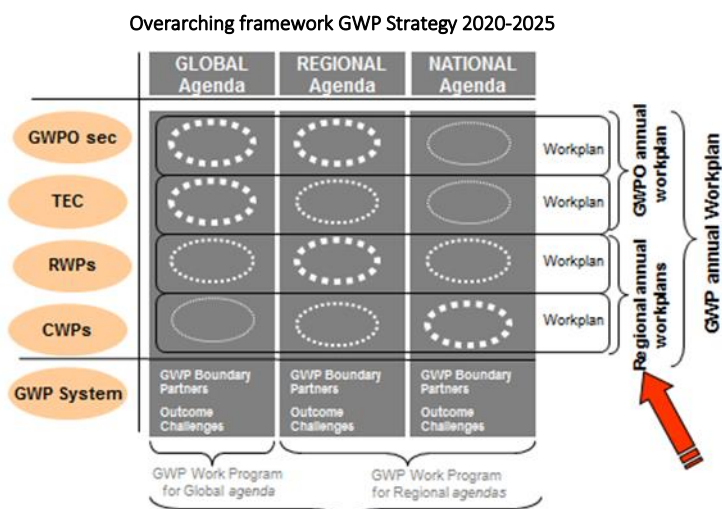 Overarching framework GWP Strategy 2020-2025
GLOBAL
Agenda
REGIONAL
Agenda
NATIONAL
Agenda
GWPO sec
Workplan
TEC
Workplan
RWPs
Workplan
CWPs
Workplan
GWPO annual
workplan
Regional annual
workplans
GWP annual Workplan
GWP System
GWP Boundary
Partners
Outcome
Challenges
GWP Boundary
Partners
Outcome
Challenges
GWP Boundary
Partners
Outcome
Challenges
GWP Work Program
for Global agenda
GWP Work Program
for Regional agendas